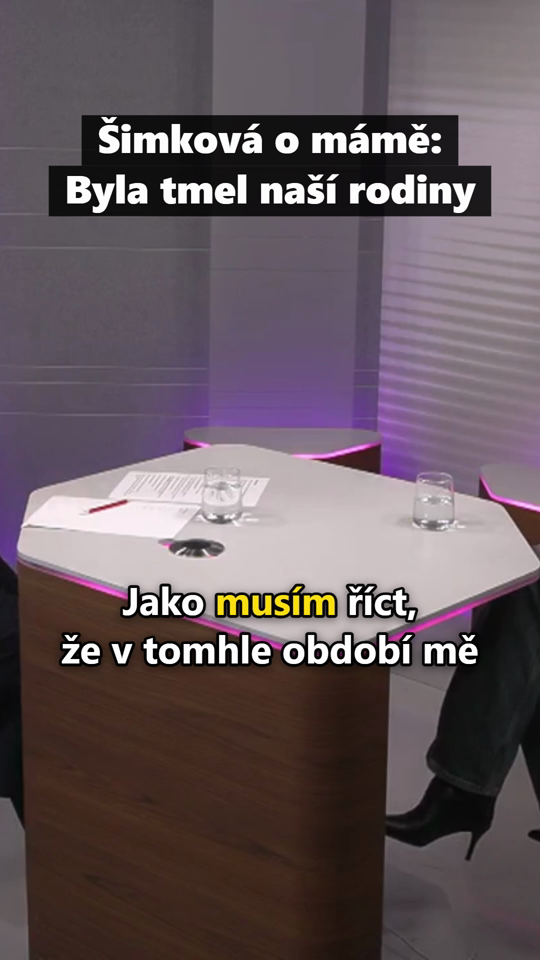 Šimková o mámě:
Byla tmel naší rodiny
Jako musím říct,
že v tomhle období mě